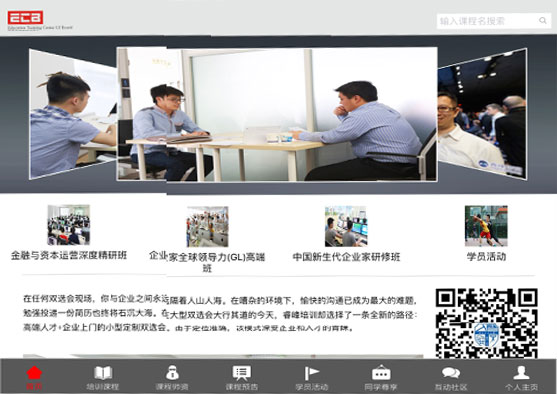 ECB
输入课程名搜索
金融与资本运营深度精研班
企业家全球领导力(GL)高端
班
中国新生代企业家研修班
学员活动
在任何双选会现场，你与企业之间永远隔着人山人海，在嘈杂的环境下，愉快的沟通已成为最大的难题，
勉强投递一份简历也终将石沉大海。在大型双选会大行其道的今天，睿峰培训却选择了一条全新的路径：
高端人才+企业上门的小型定制双选会，由于定位准确，该模式深受企业和人才的青睐。
首页
培训课程
课程师资
课程预告
学员活动
同学尊享
互动社区
个人主页